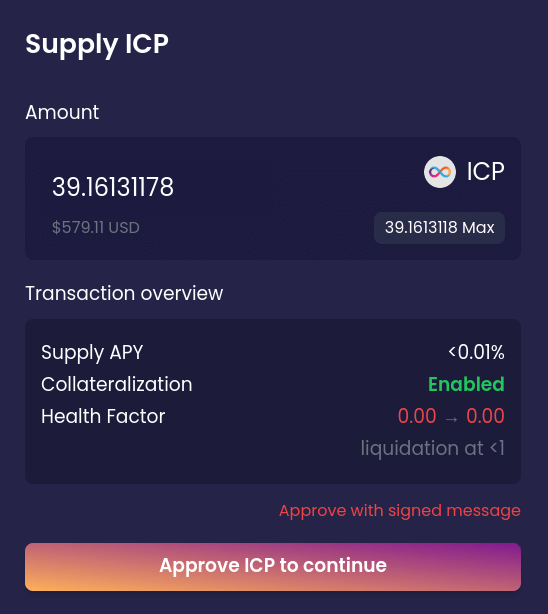 Supply ICP
Amount
39.16131178
ICP
$579.11 USD
39.1613118 Max
Transaction overview
Supply APY <0.01%
Collateralization Enabled
Health Factor 0.00 → 0.00
liquidation at <1
Approve with signed message
Approve ICP to continue